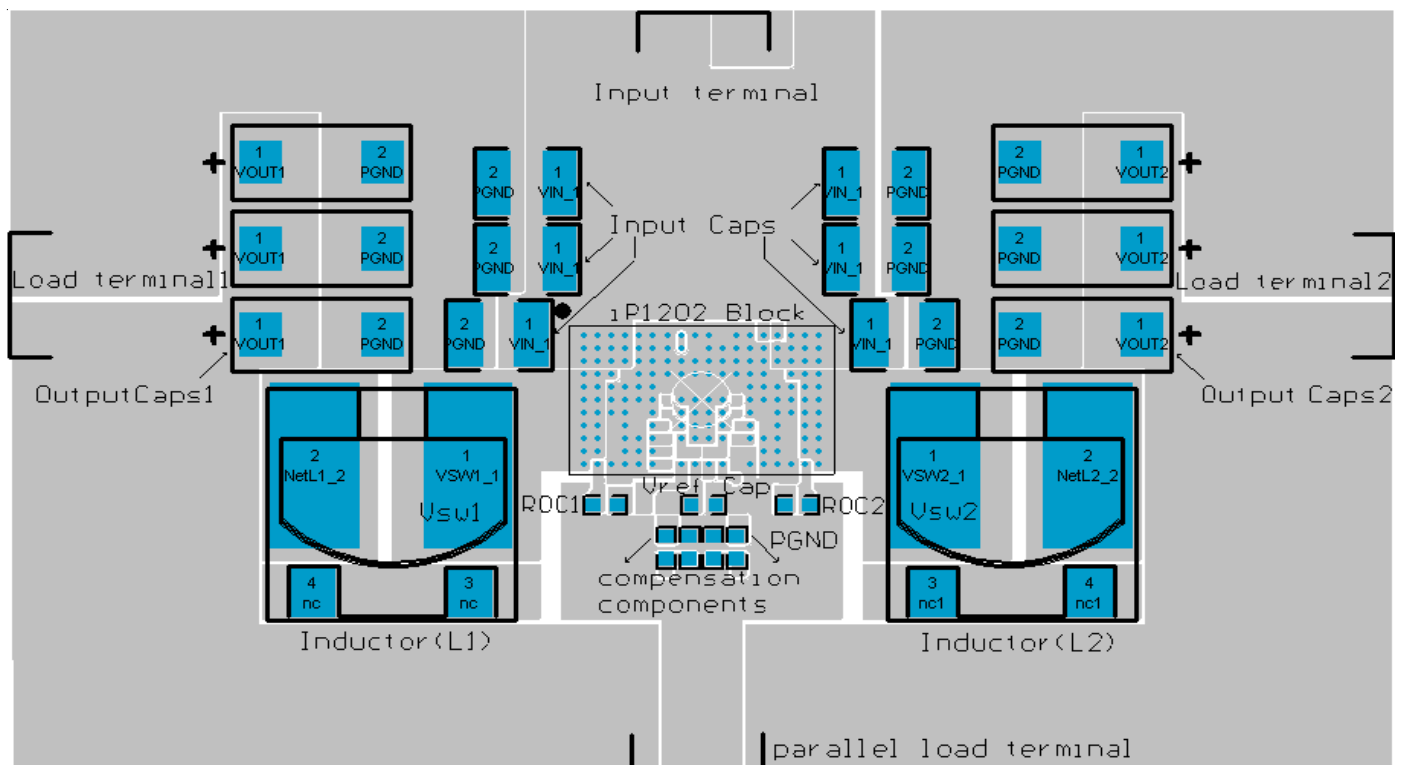 Input terminal
1
VOUT1
2
PGND
2
PGND
1
VIN_1
1
VIN_1
2
PGND
2
PGND
1
VOUT2
+
+
Input Caps
1
VOUT1
2
PGND
2
PGND
1
VIN_1
1
VIN_1
2
PGND
2
PGND
1
VOUT2
+
+
Load terminal1
Load terminal2
iP1202 Block
1
VOUT1
2
PGND
2
PGND
1
VIN_1
1
VIN_1
2
PGND
2
PGND
1
VOUT2
+
+
OutputCaps1
Output Caps2
2
NetL1_2
1
VSW1_1
Vsw1
1
VSW2_1
Vsw2
2
NetL2_2
Vref Cap
ROC1
ROC2
PGND
compensation
components
4
nc
3
nc
3
nc1
4
nc1
Inductor(L1)
Inductor(L2)
parallel load terminal